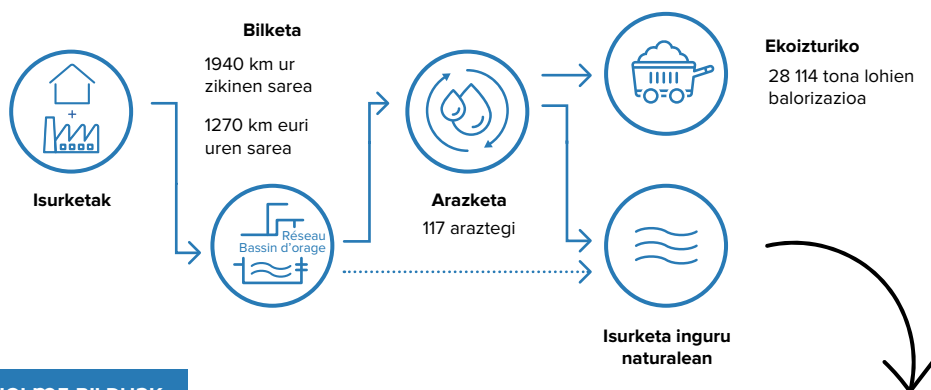 Bilketa
1940 km ur
zikinen sarea
1270 km euri
uren sarea
+
Isurketak
Réseau
Bassin d'orage
Arazketa
117 araztegi
Ekoizturiko
28 114 tona lohien
balorizazioa
Isurketa inguru
naturalean